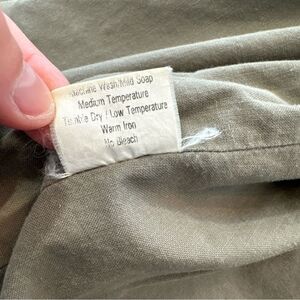 Machine Wash/Mild Soap
Medium Temperature
Tumble Dry / Low Temperature
Warm Iron
No Bleach